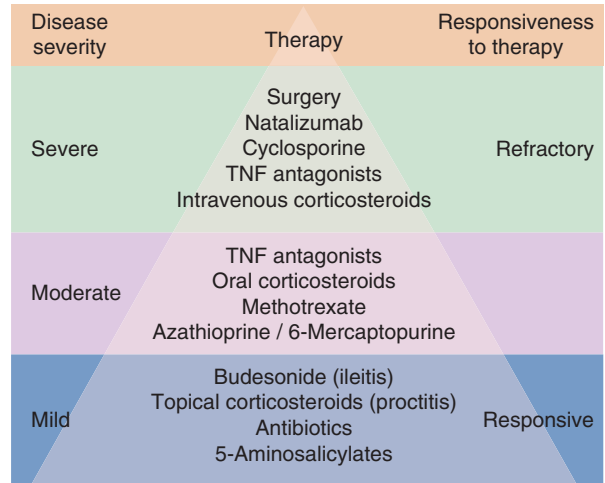 Disease severity
Therapy
Responsiveness to therapy
Severe
Surgery
Natalizumab
Cyclosporine
TNF antagonists
Intravenous corticosteroids
Refractory
Moderate
TNF antagonists
Oral corticosteroids
Methotrexate
Azathioprine / 6-Mercaptopurine
Mild
Budesonide (ileitis)
Topical corticosteroids (proctitis)
Antibiotics
5-Aminosalicylates
Responsive